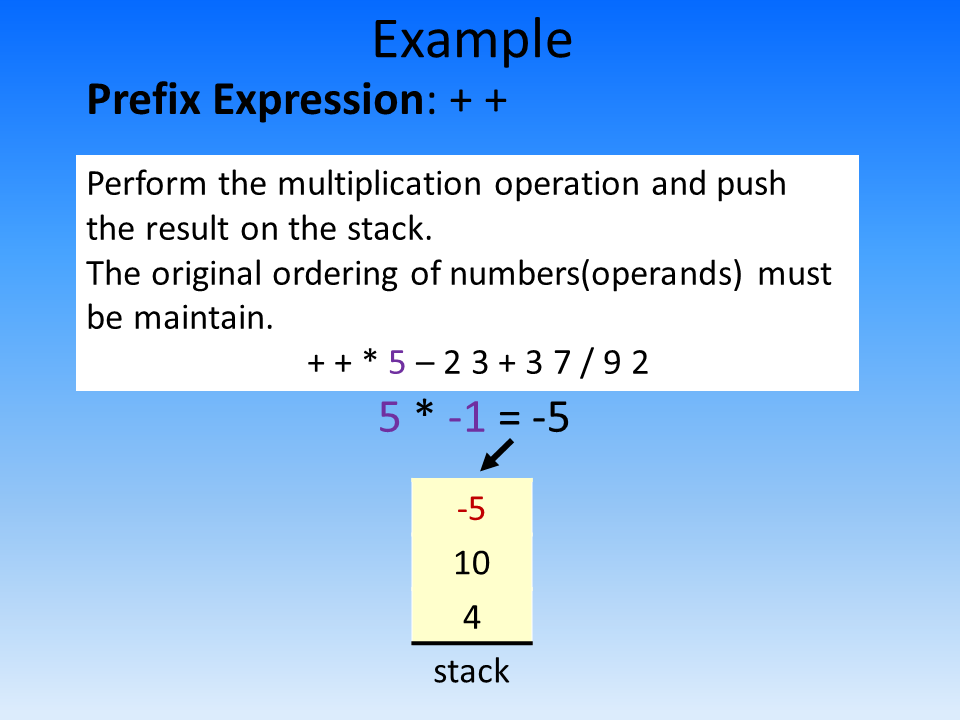 Example
Prefix Expression: + +
Perform the multiplication operation and push
the result on the stack.
The original ordering of numbers(operands) must
be maintain.
+ + * 5 – 2 3 + 3 7 / 9 2
5 * -1 = -5
-5
10
4
stack